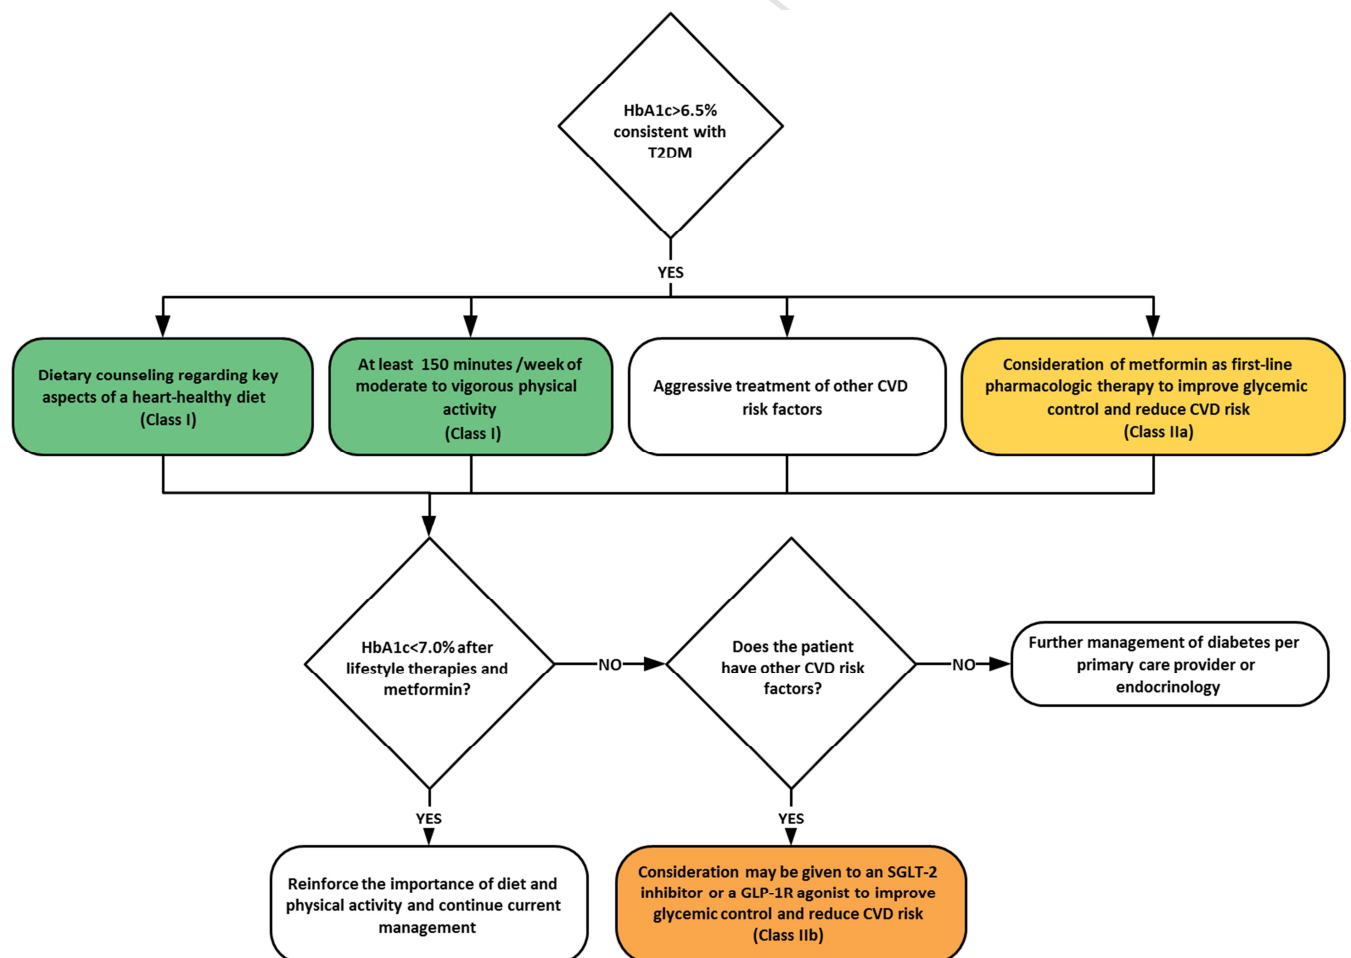 HbA1c>6.5%
consistent with
T2DM
YES
Dietary counseling regarding key
aspects of a heart-healthy diet
(Class I)
At least 150 minutes /week of
moderate to vigorous physical
activity
(Class I)
Aggressive treatment of other CVD
risk factors
Consideration of metformin as first-line
pharmacologic therapy to improve glycemic
control and reduce CVD risk
(Class IIa)
HbA1c<7.0% after
lifestyle therapies and
metformin?
NO
Does the patient
have other CVD risk
factors?
NO
Further management of diabetes per
primary care provider or
endocrinology
YES
YES
Reinforce the importance of diet and
physical activity and continue current
management
Consideration may be given to an SGLT-2
inhibitor or a GLP-1R agonist to improve
glycemic control and reduce CVD risk
(Class IIb)